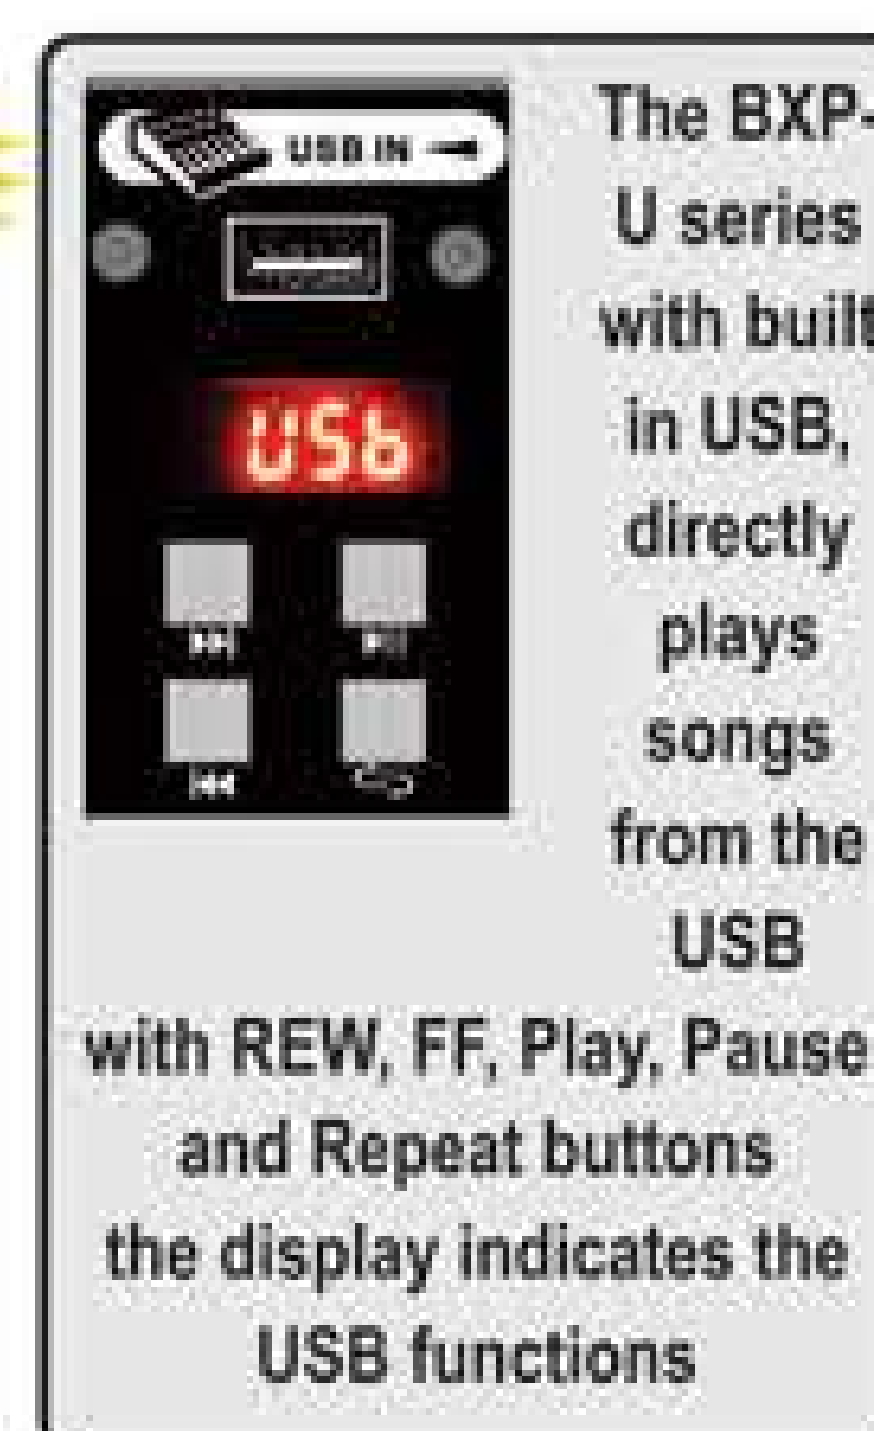 USB IN
USb
The BXP-
U series
with built
in USB,
directly
plays
songs
from the
USB
with REW, FF, Play, Pause
and Repeat buttons
the display indicates the
USB functions